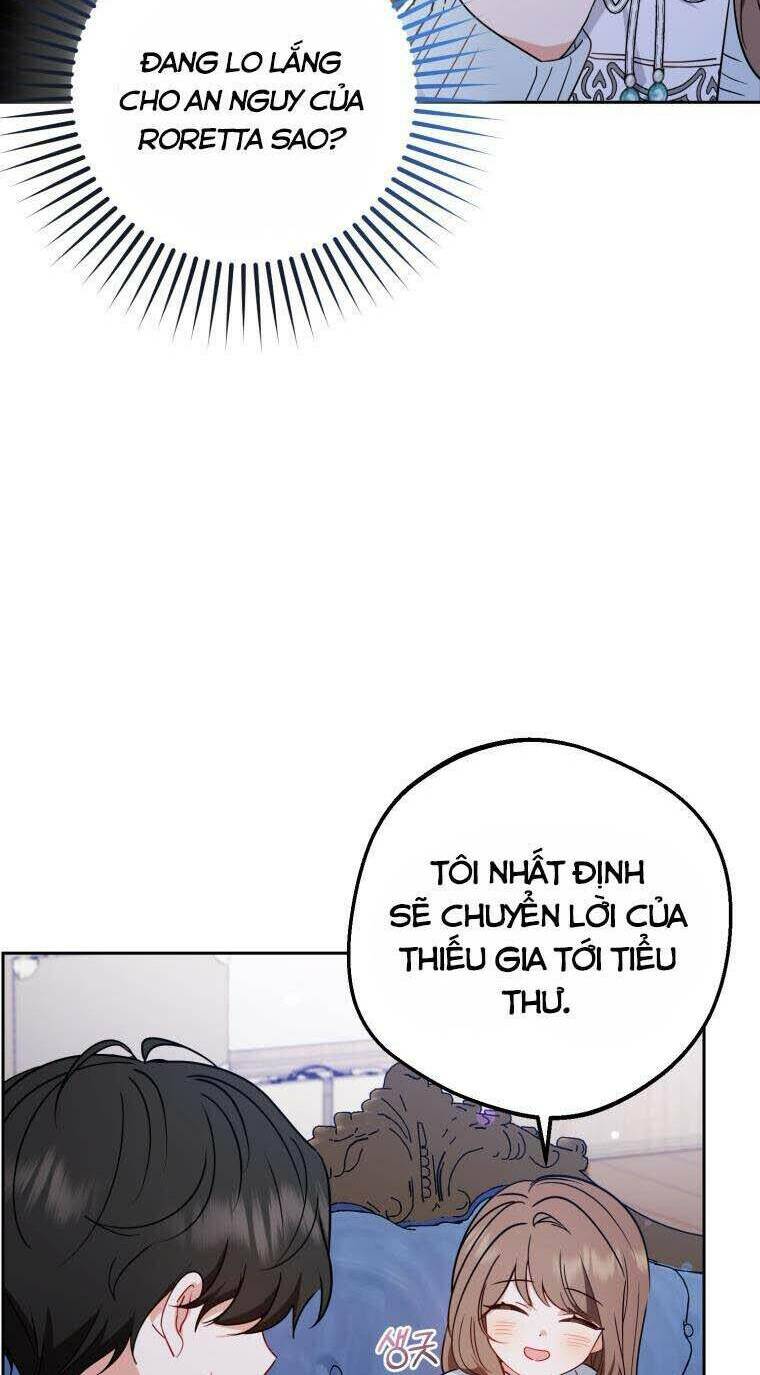 ĐANG LO LẮNG
CHO AN NGUY CỦA
RORETTA SAO?
TÔI NHẤT ĐỊNH
SẼ CHUYỂN LỜI CỦA
THIẾU GIA TỚI TIỂU
THƯ.
생긋